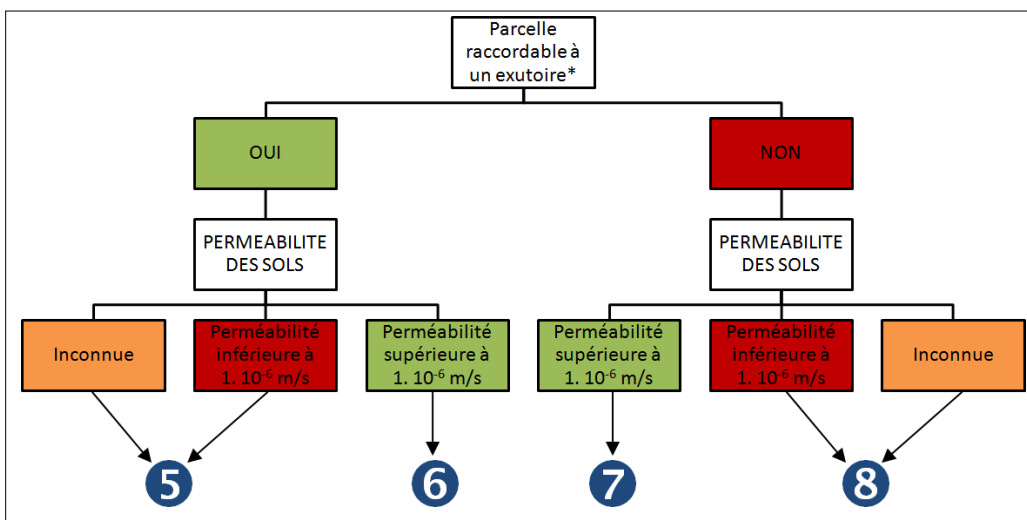 Parcelle
raccordable à
un exutoire*
OUI
NON
PERMEABILITE
DES SOLS
PERMEABILITE
DES SOLS
Inconnue
Perméabilité
inférieure à
1. 10⁻⁶ m/s
Perméabilité
supérieure à
1. 10⁻⁶ m/s
Perméabilité
supérieure à
1. 10⁻⁶ m/s
Perméabilité
inférieure à
1. 10⁻⁶ m/s
Inconnue
5
6
7
8